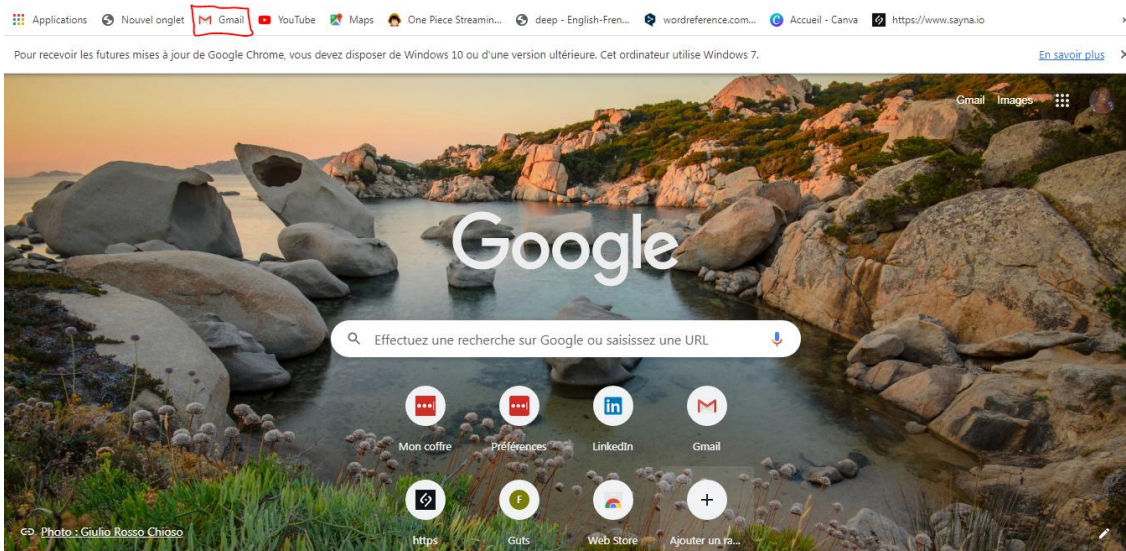 Applications Nouvel onglet Gmail YouTube Maps One Piece Streamin... deep - English-Fren... wordreference.com... Accueil - Canva https://www.sayna.io
Pour recevoir les futures mises à jour de Google Chrome, vous devez disposer de Windows 10 ou d'une version ultérieure. Cet ordinateur utilise Windows 7. En savoir plus
Gmail Images
Google
Effectuez une recherche sur Google ou saisissez une URL
Mon coffre Préférences LinkedIn Gmail
F
https Guts Web Store Ajouter un ra...
Photo : Giulio Rosso Chioso